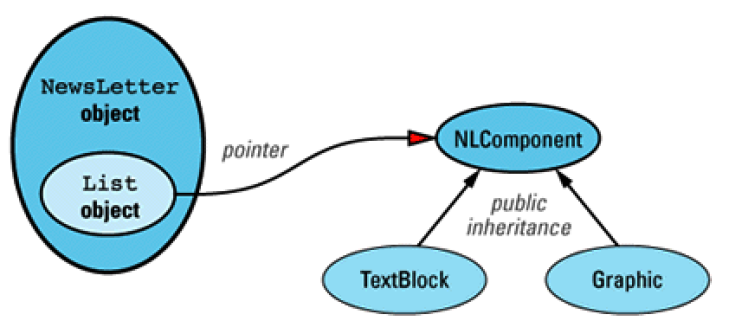 NewsLetter
object
List
object
pointer
NLComponent
public
inheritance
TextBlock
Graphic